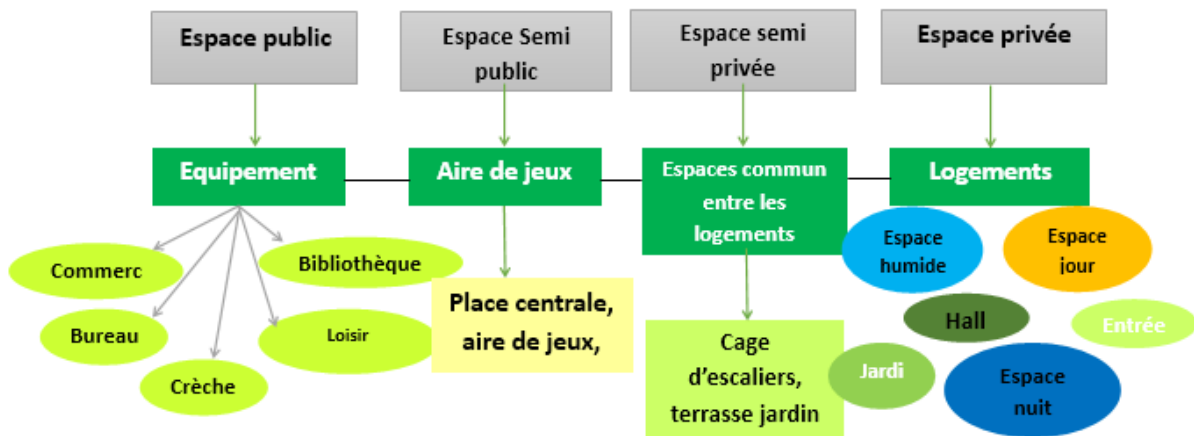 Espace public
Espace Semi
public
Espace semi
privée
Espace privée
Equipement
Aire de jeux
Espaces commun
entre les
logements
Logements
Commerc
Bibliothèque
Bureau
Loisir
Crèche
Place centrale,
aire de jeux,
Cage
d'escaliers,
terrasse jardin
Espace
humide
Espace
jour
Hall
Entrée
Jardi
Espace
nuit